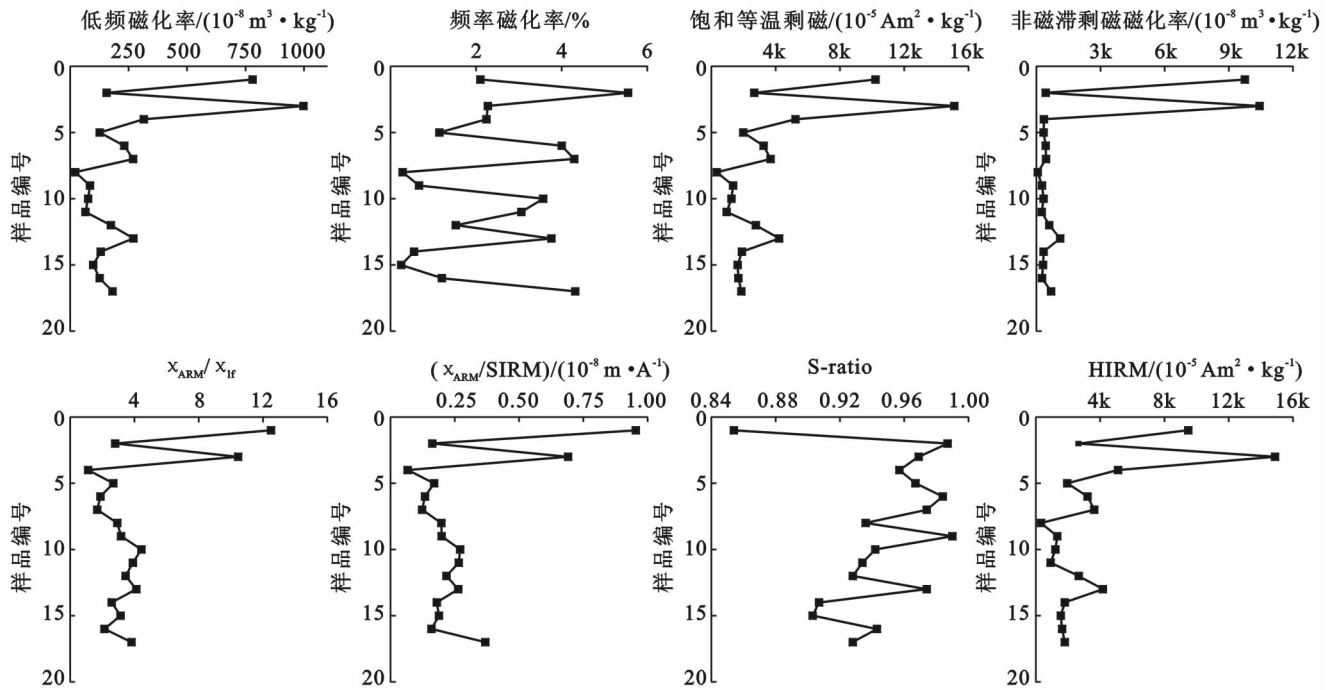 低频磁化率/(10⁻⁸ m³·kg⁻¹)
250 500 750 1000
0
5
10
15
20
样品编号
频率磁化率/%
2 4 6
0
5
10
15
20
样品编号
饱和等温剩磁/(10⁻⁵ Am²·kg⁻¹)
4k 8k 12k 16k
0
5
10
15
20
样品编号
非磁滞剩磁磁化率/(10⁻⁸ m³·kg⁻¹)
3k 6k 9k 12k
0
5
10
15
20
样品编号
x_ARM/ x_lf
4 8 12 16
0
5
10
15
20
样品编号
(x_ARM/SIRM)/(10⁻⁸ m·A⁻¹)
0.25 0.50 0.75 1.00
0
5
10
15
20
样品编号
S-ratio
0.84 0.88 0.92 0.96 1.00
0
5
10
15
20
样品编号
HIRM/(10⁻⁵ Am²·kg⁻¹)
4k 8k 12k 16k
0
5
10
15
20
样品编号